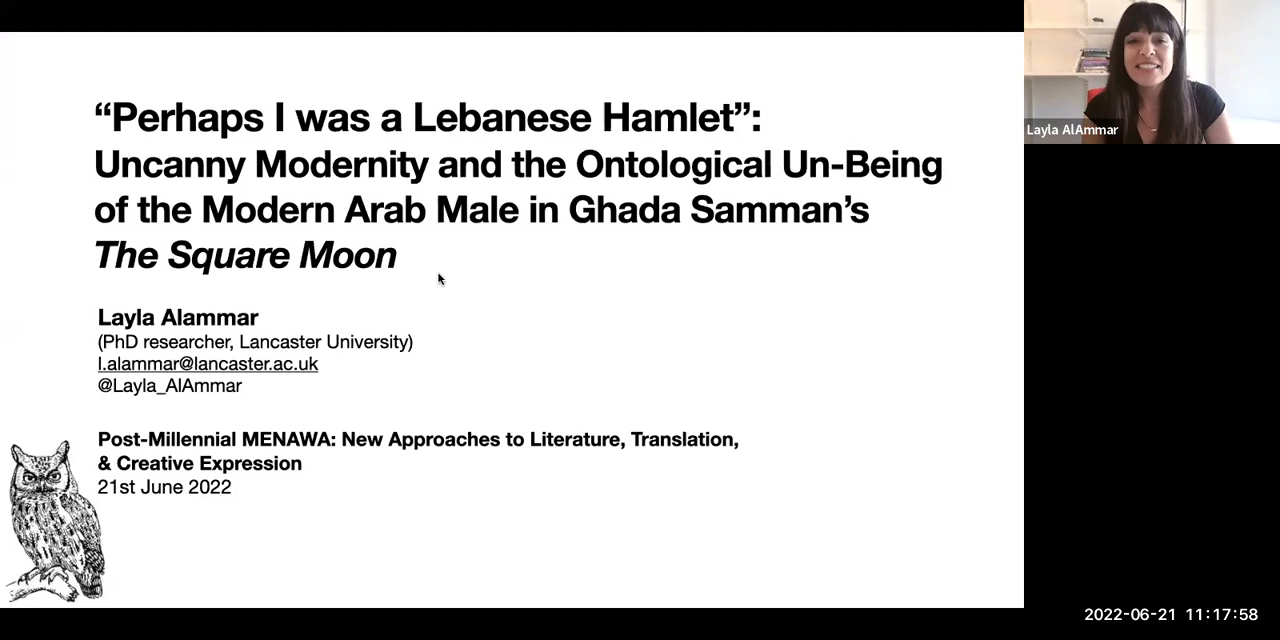 “Perhaps I was a Lebanese Hamlet”:
Uncanny Modernity and the Ontological Un-Being
of the Modern Arab Male in Ghada Samman’s
The Square Moon
Layla Alammar
(PhD researcher, Lancaster University)
l.alammar@lancaster.ac.uk
@Layla_AlAmmar
Post-Millennial MENAWA: New Approaches to Literature, Translation,
& Creative Expression
21st June 2022
Layla AlAmmar
2022-06-21 11:17:58